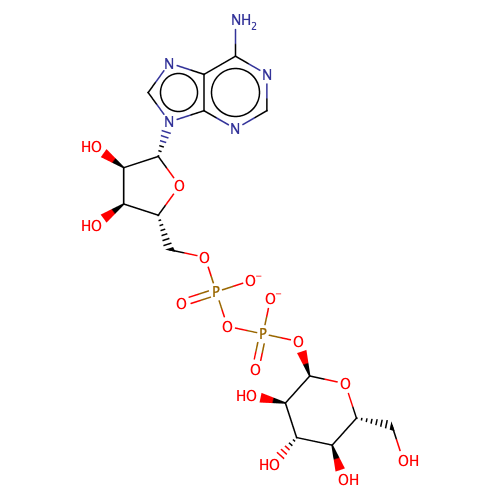 NH₂
N N
N N
HO
O
HO
O O⁻ O⁻
P
O O P O
O
HO O
HO OH OH